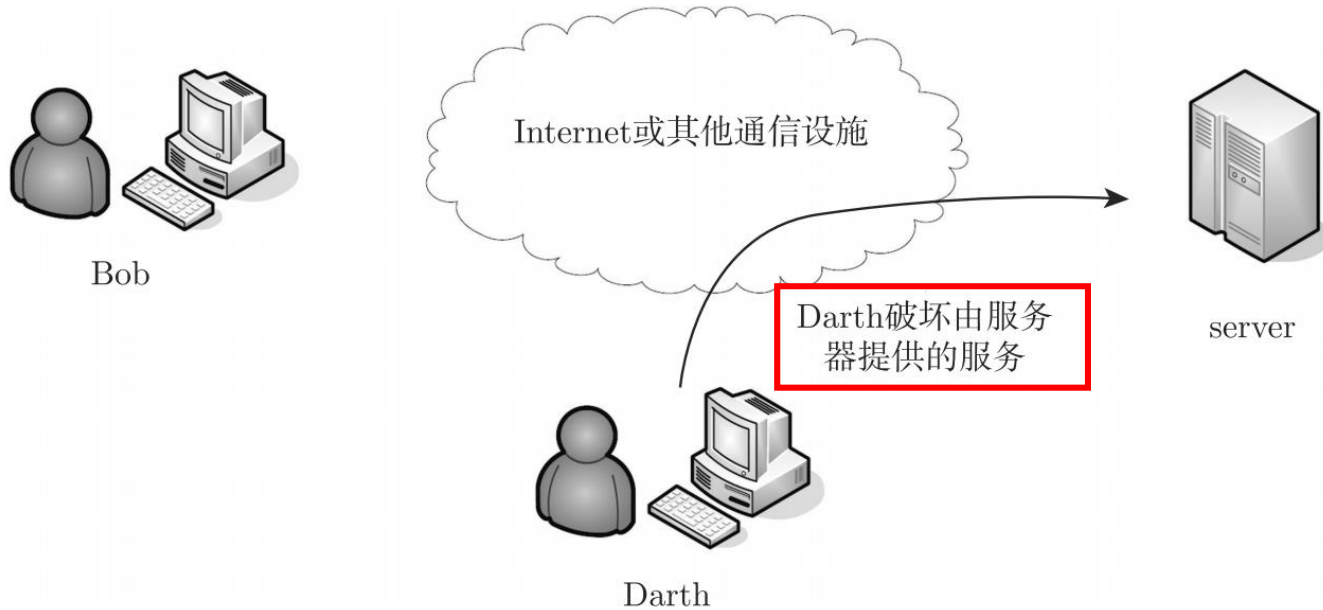 Internet或其他通信设施
Bob
Darth破坏由服务
器提供的服务
server
Darth